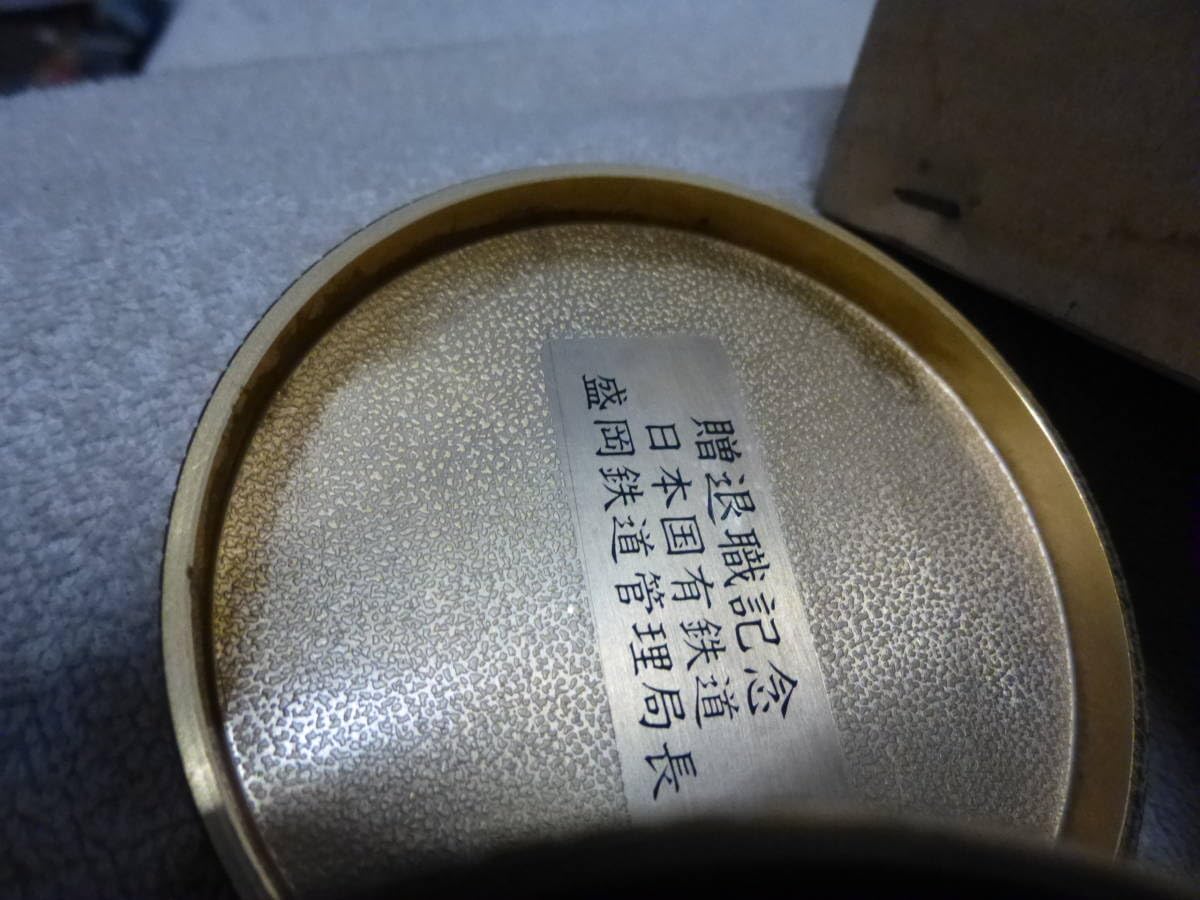 贈退職記念
日本国有鉄道
盛岡鉄道管理局長